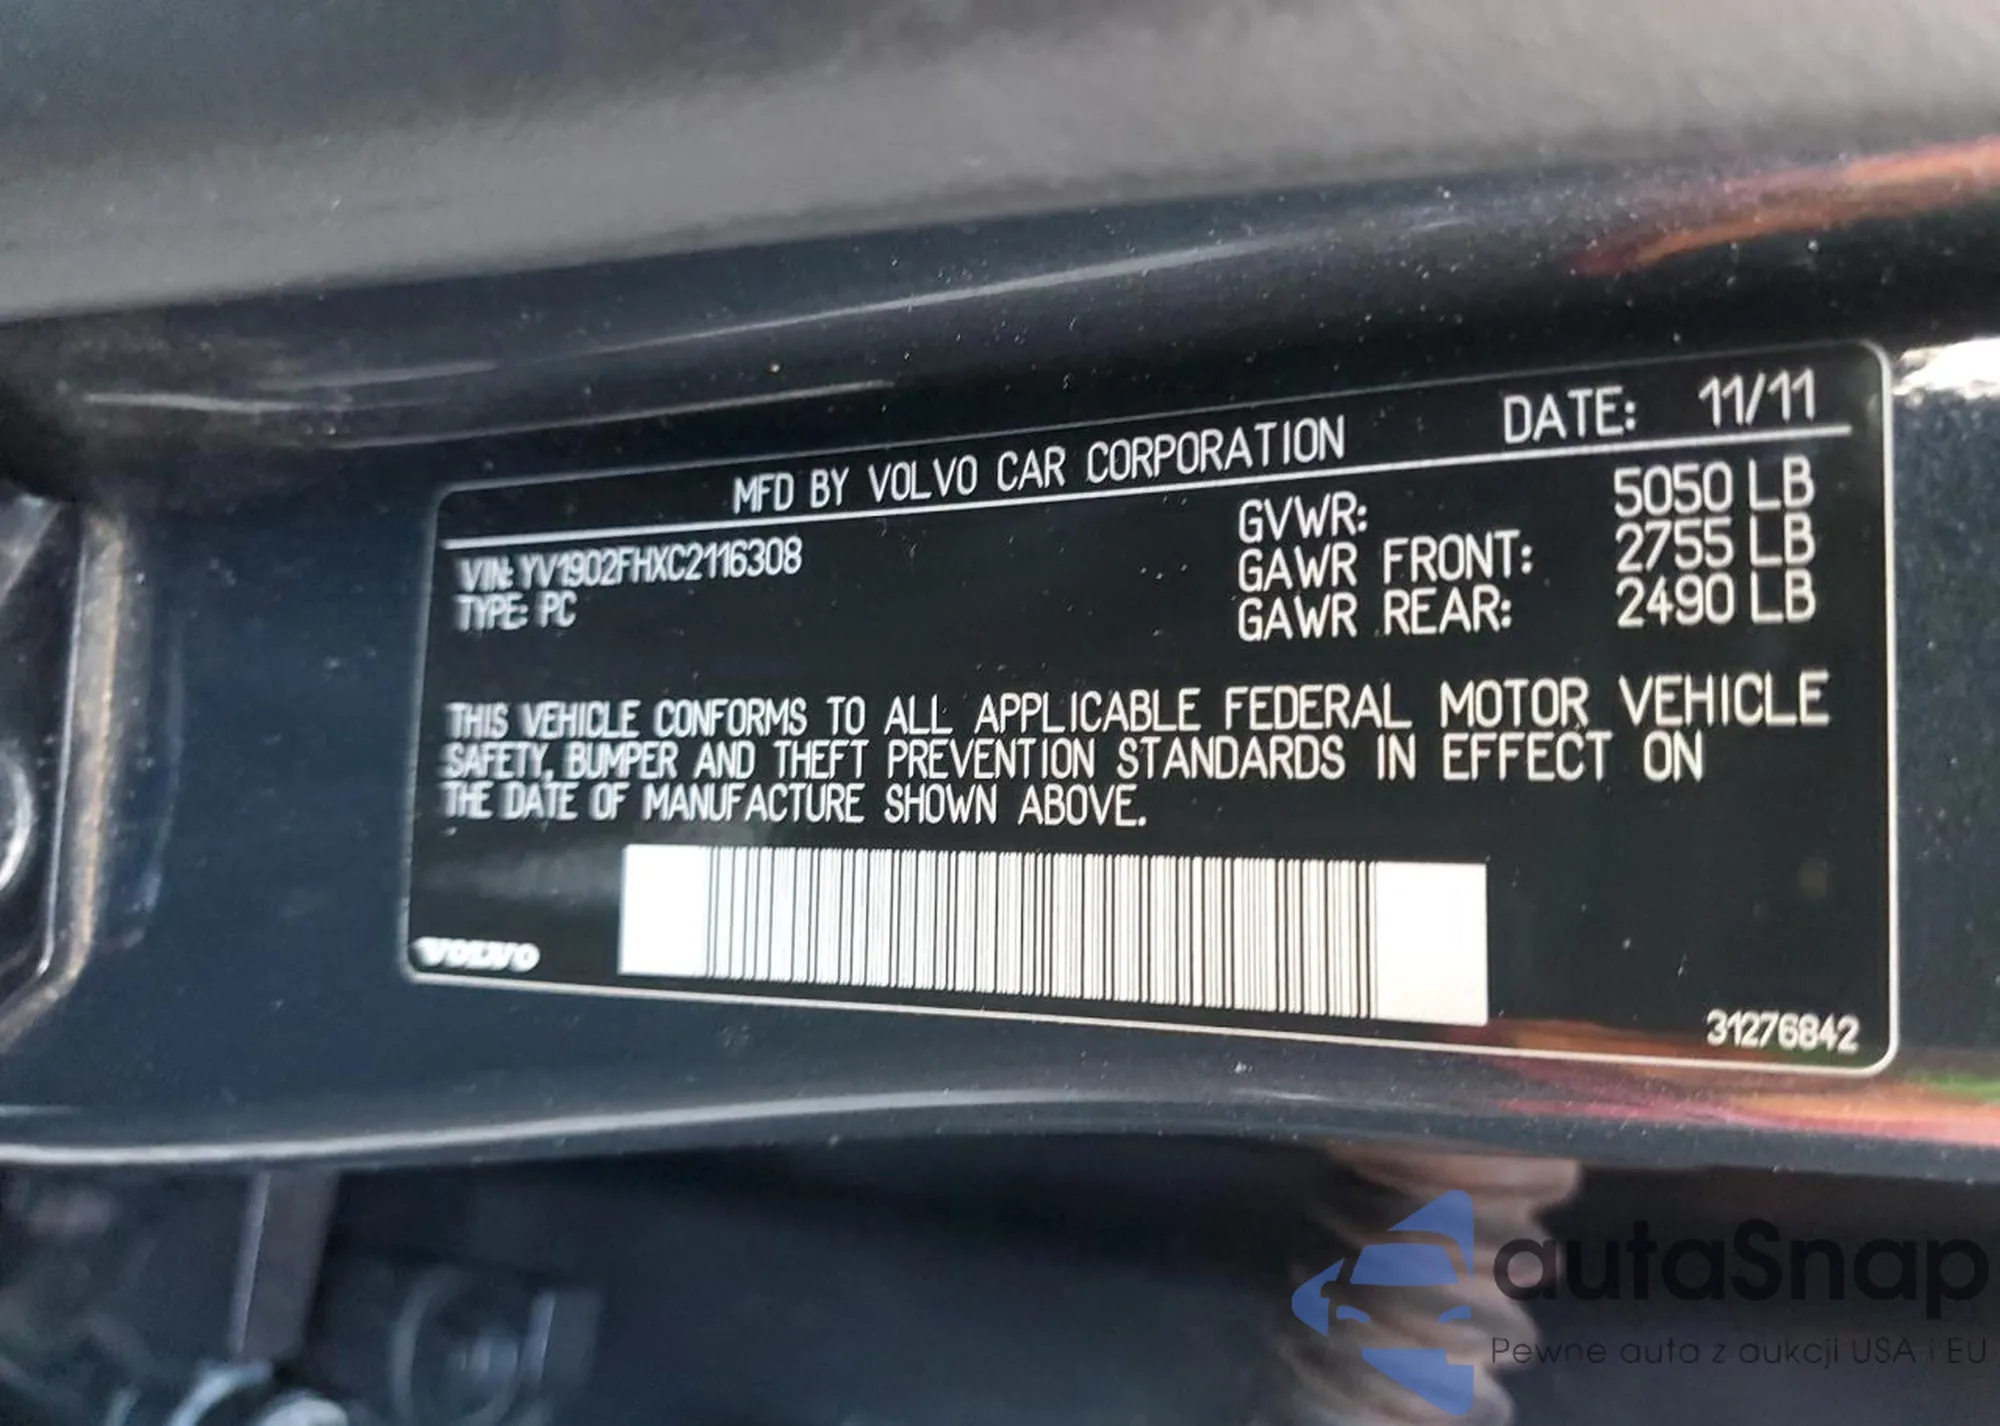 MFD BY VOLVO CAR CORPORATION DATE: 11/11
VIN: YV1902FHXC2116308
TYPE: PC
GVWR: 5050 LB
GAWR FRONT: 2755 LB
GAWR REAR: 2490 LB
THIS VEHICLE CONFORMS TO ALL APPLICABLE FEDERAL MOTOR VEHICLE
SAFETY, BUMPER AND THEFT PREVENTION STANDARDS IN EFFECT ON
THE DATE OF MANUFACTURE SHOWN ABOVE.
VOLVO
31276842
autaSnap
Pewne auta z aukcji USA i EU